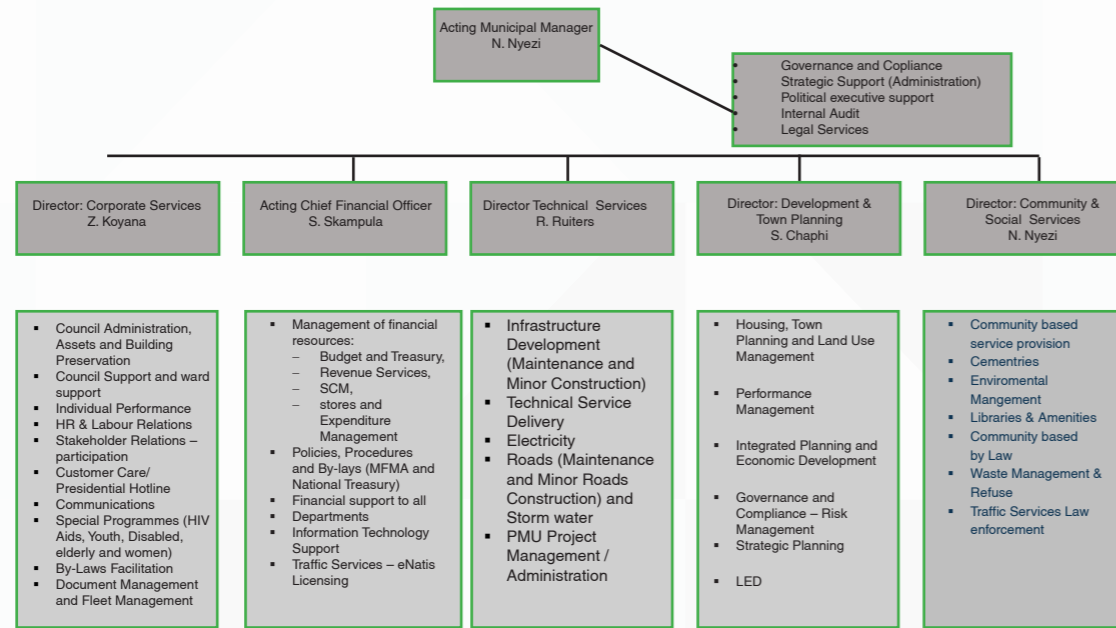 Acting Municipal Manager
N. Nyezi
• Governance and Copliance
• Strategic Support (Administration)
• Political executive support
• Internal Audit
• Legal Services
Director: Corporate Services
Z. Koyana
Acting Chief Financial Officer
S. Skampula
Director Technical Services
R. Ruiters
Director: Development &
Town Planning
S. Chaphi
Director: Community &
Social Services
N. Nyezi
▪ Council Administration,
Assets and Building
Preservation
▪ Council Support and ward
support
▪ Individual Performance
▪ HR & Labour Relations
▪ Stakeholder Relations –
participation
▪ Customer Care/
Presidential Hotline
▪ Communications
▪ Special Programmes (HIV
Aids, Youth, Disabled,
elderly and women)
▪ By-Laws Facilitation
▪ Document Management
and Fleet Management
▪ Management of financial
resources:
– Budget and Treasury,
– Revenue Services,
– SCM,
– stores and
Expenditure
Management
▪ Policies, Procedures
and By-lays (MFMA and
National Treasury)
▪ Financial support to all
▪ Departments
▪ Information Technology
Support
▪ Traffic Services – eNatis
Licensing
▪ Infrastructure
Development
(Maintenance and
Minor Construction)
▪ Technical Service
Delivery
▪ Electricity
▪ Roads (Maintenance
and Minor Roads
Construction) and
Storm water
▪ PMU Project
Management /
Administration
▪ Housing, Town
Planning and Land Use
Management
▪ Performance
Management
▪ Integrated Planning and
Economic Development
▪ Governance and
Compliance – Risk
Management
▪ Strategic Planning
▪ LED
▪ Community based
service provision
▪ Cementries
▪ Enviromental
Mangement
▪ Libraries & Amenities
▪ Community based
by Law
▪ Waste Management &
Refuse
▪ Traffic Services Law
enforcement